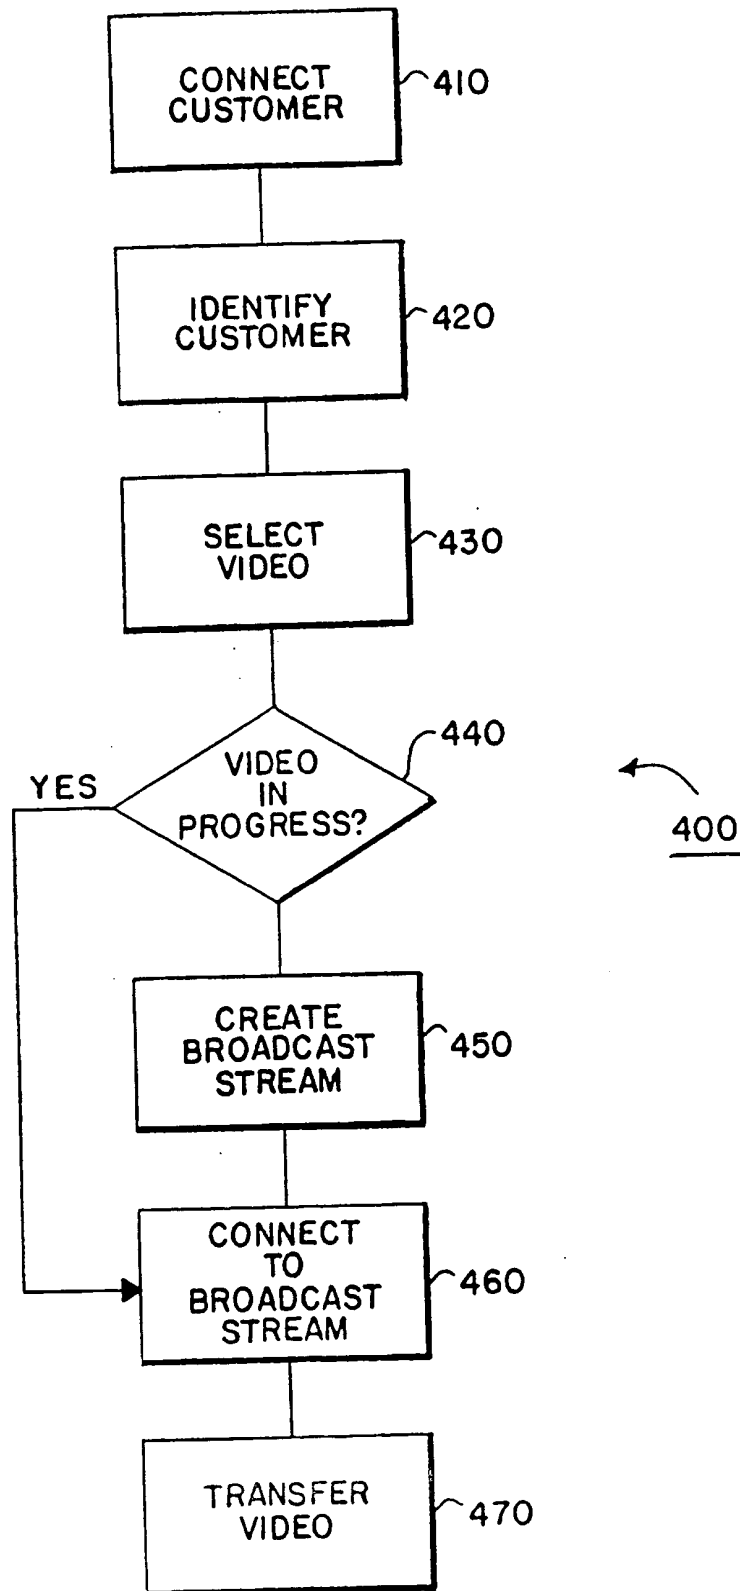 CONNECT
CUSTOMER
410
IDENTIFY
CUSTOMER
420
SELECT
VIDEO
430
VIDEO
IN
PROGRESS?
440
YES
400
CREATE
BROADCAST
STREAM
450
CONNECT
TO
BROADCAST
STREAM
460
TRANSFER
VIDEO
470